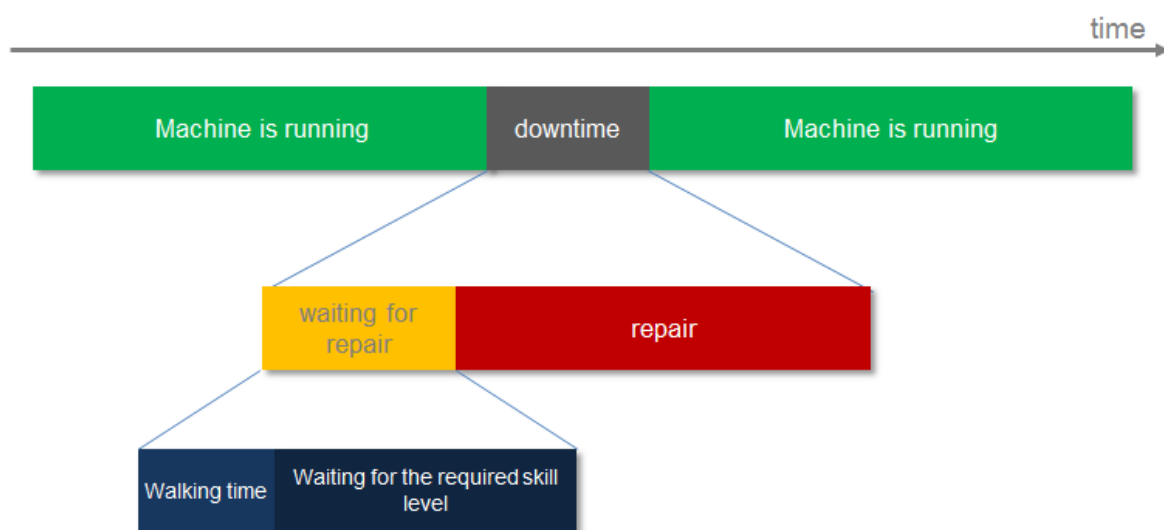 time
Machine is running
downtime
Machine is running
waiting for
repair
repair
Walking time
Waiting for the required skill
level